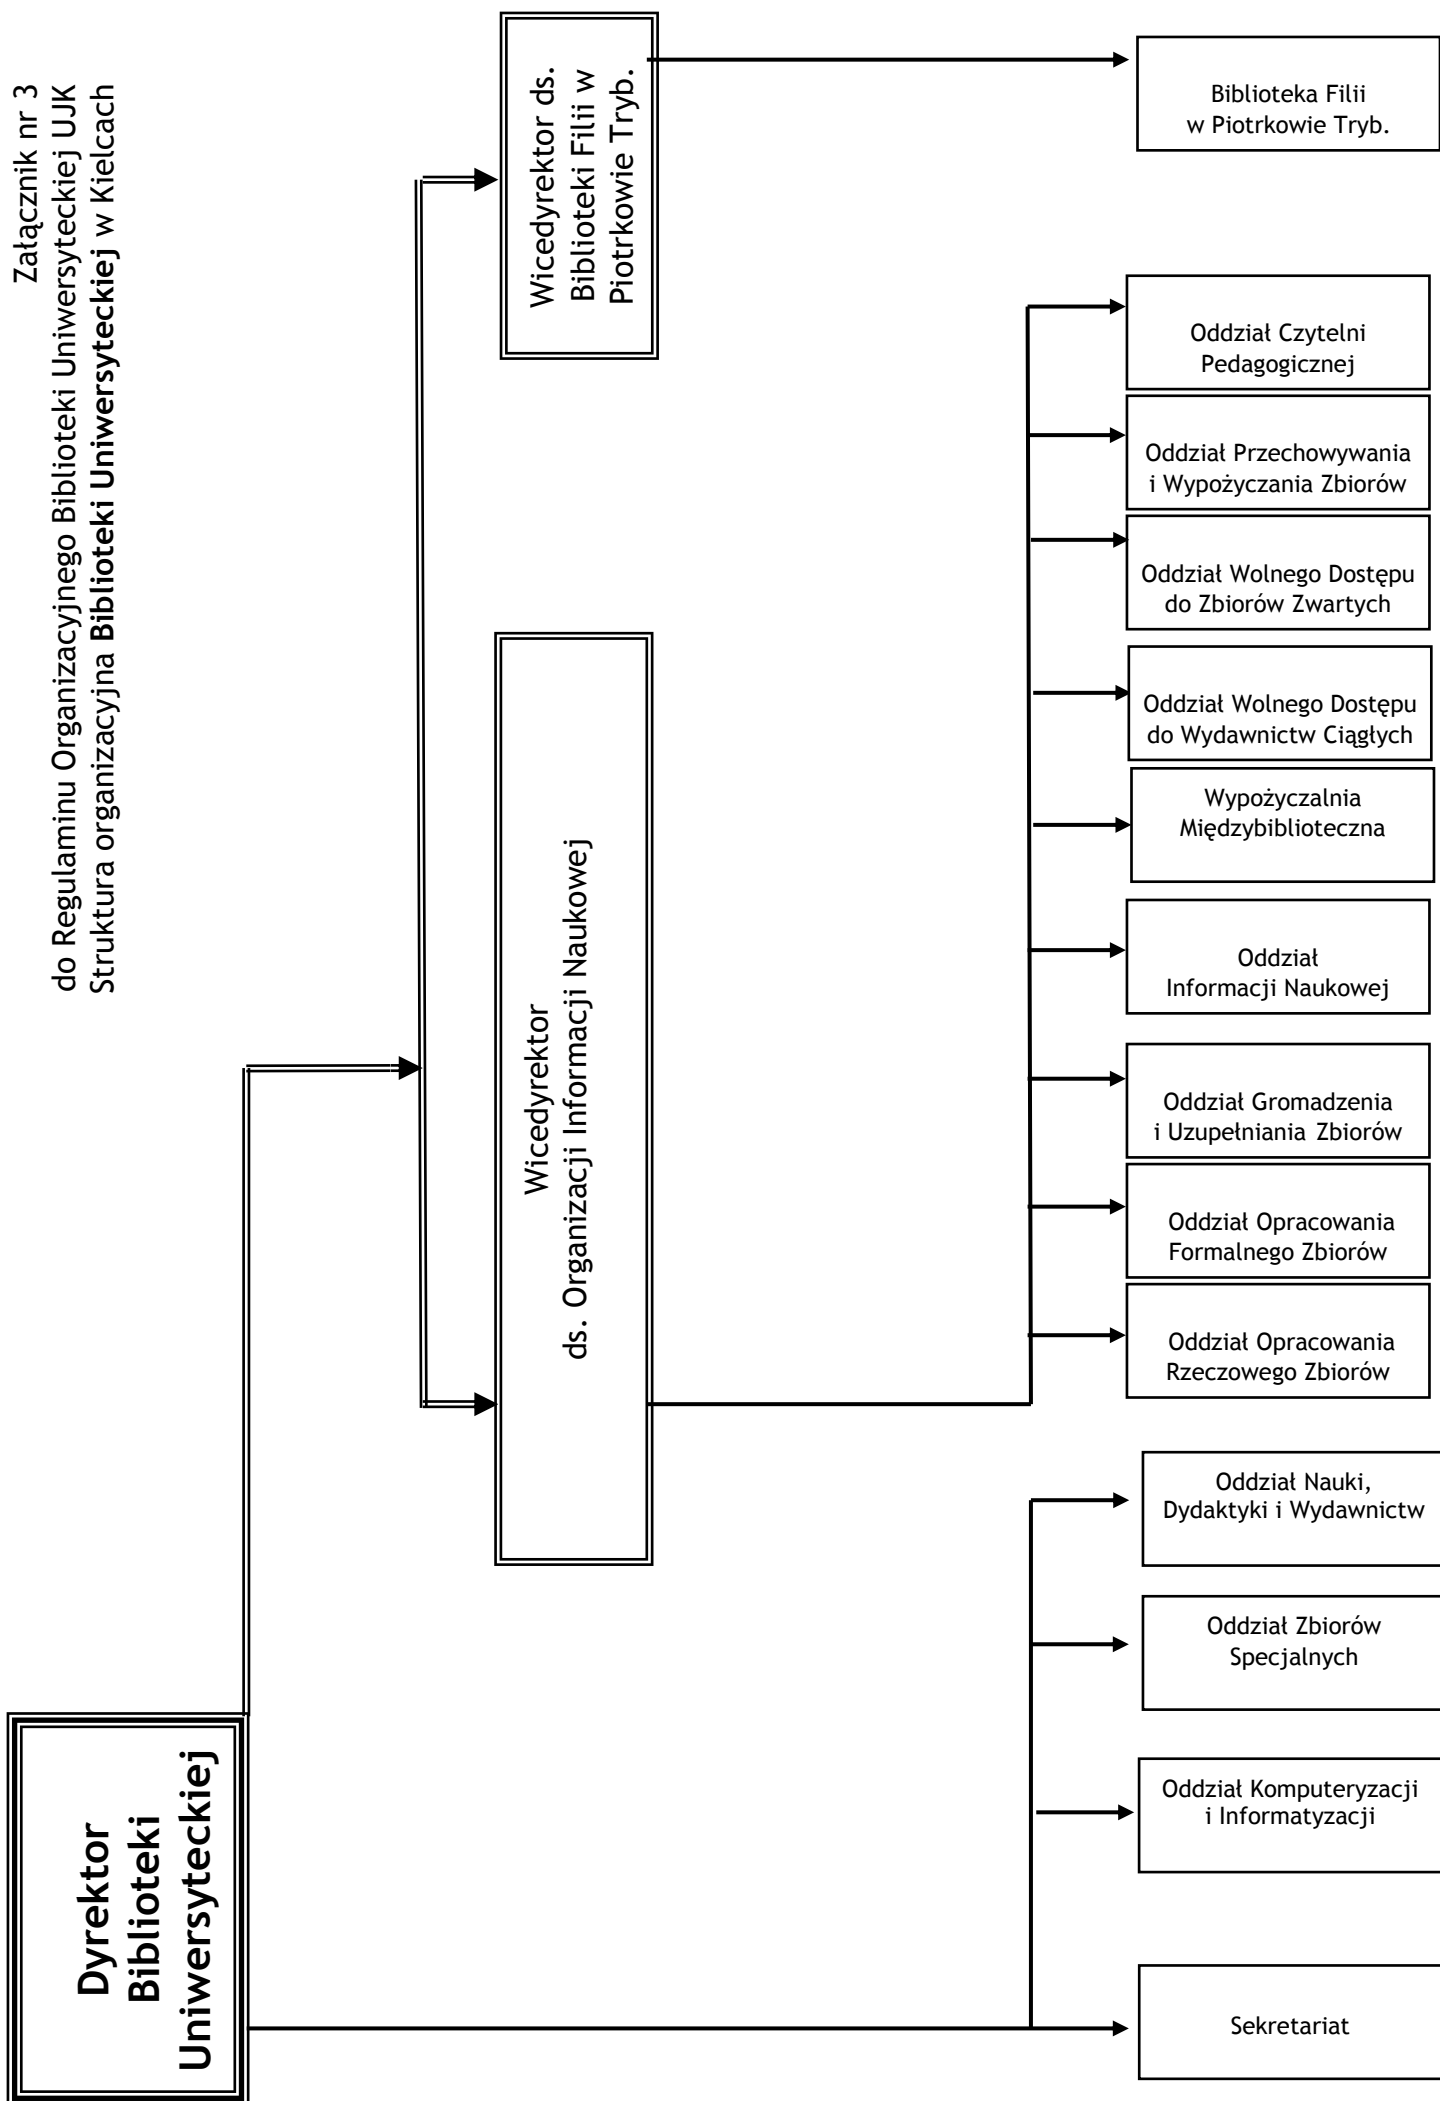 Załącznik nr 3
do Regulaminu Organizacyjnego Biblioteki Uniwersyteckiej UJK
Struktura organizacyjna Biblioteki Uniwersyteckiej w Kielcach
Dyrektor
Biblioteki
Uniwersyteckiej
Wicedyrektor
ds. Organizacji Informacji Naukowej
Wicedyrektor ds.
Biblioteki Filii w
Piotrkowie Tryb.
Biblioteka Filii
w Piotrkowie Tryb.
Oddział Czytelni
Pedagogicznej
Oddział Przechowywania
i Wypożyczania Zbiorów
Oddział Wolnego Dostępu
do Zbiorów Zwartych
Oddział Wolnego Dostępu
do Wydawnictw Ciągłych
Wypożyczalnia
Międzybiblioteczna
Oddział
Informacji Naukowej
Oddział Gromadzenia
i Uzupełniania Zbiorów
Oddział Opracowania
Formalnego Zbiorów
Oddział Opracowania
Rzeczowego Zbiorów
Oddział Nauki,
Dydaktyki i Wydawnictw
Oddział Zbiorów
Specjalnych
Oddział Komputeryzacji
i Informatyzacji
Sekretariat